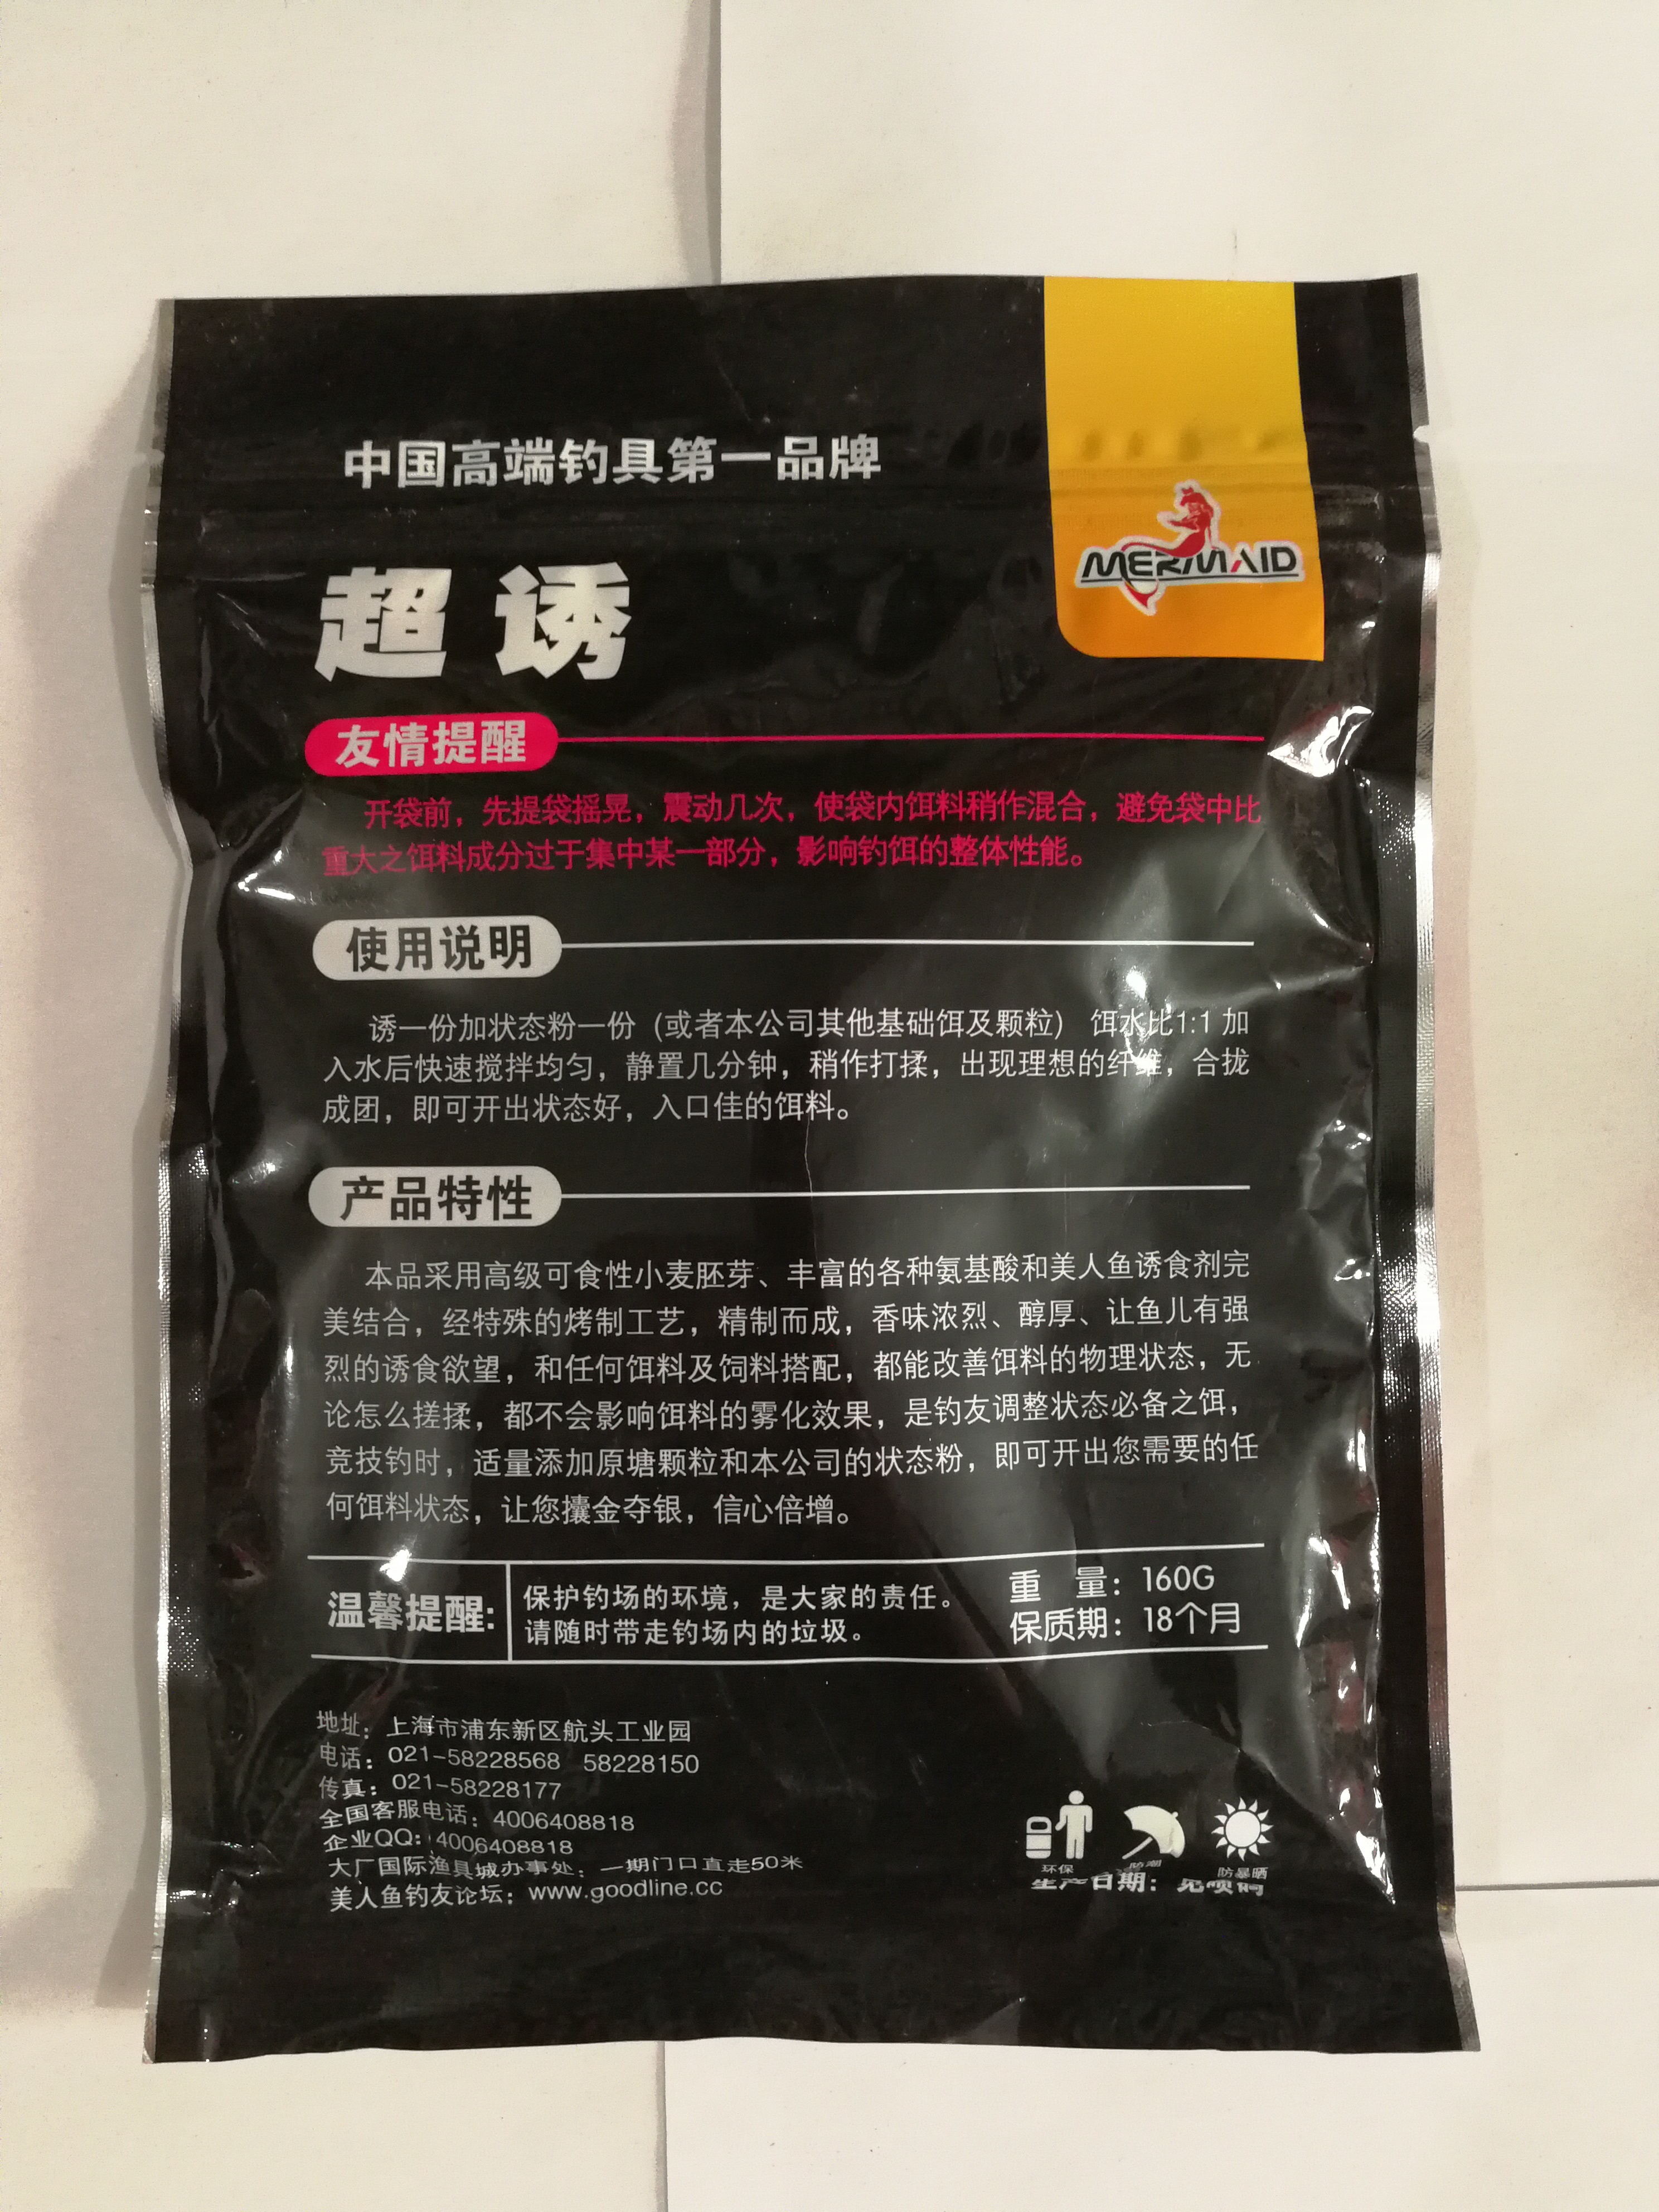 中国高端钓具第一品牌
MERMAID
超诱
友情提醒
开袋前，先提袋摇晃，震动几次，使袋内饵料稍作混合，避免袋中比
重大之饵料成分过于集中某一部分，影响钓饵的整体性能。
使用说明
诱一份加状态粉一份（或者本公司其他基础饵及颗粒） 饵水比1:1 加
入水后快速搅拌均匀，静置几分钟，稍作打揉，出现理想的纤维，合拢
成团，即可开出状态好，入口佳的饵料。
产品特性
本品采用高级可食性小麦胚芽、丰富的各种氨基酸和美人鱼诱食剂完
美结合，经特殊的烤制工艺，精制而成，香味浓烈、醇厚、让鱼儿有强
烈的诱食欲望，和任何饵料及饲料搭配，都能改善饵料的物理状态，无
论怎么搓揉，都不会影响饵料的雾化效果，是钓友调整状态必备之饵，
竞技钓时，适量添加原塘颗粒和本公司的状态粉，即可开出您需要的任
何饵料状态，让您攮金夺银，信心倍增。
温馨提醒:
保护钓场的环境，是大家的责任。
请随时带走钓场内的垃圾。
重 量：160G
保质期：18个月
地址：上海市浦东新区航头工业园
电话：021-58228568 58228150
传真：021-58228177
全国客服电话：4006408818
企业QQ：4006408818
大厂国际渔具城办事处：一期门口直走50米
美人鱼钓友论坛：www.goodline.cc
环保 防潮 防暴晒
生产日期：见喷码